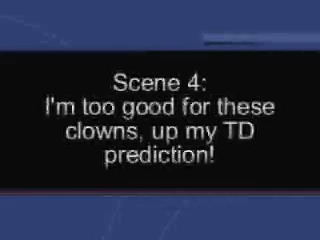 Scene 4:
I'm too good for these
clowns, up my TD
prediction!